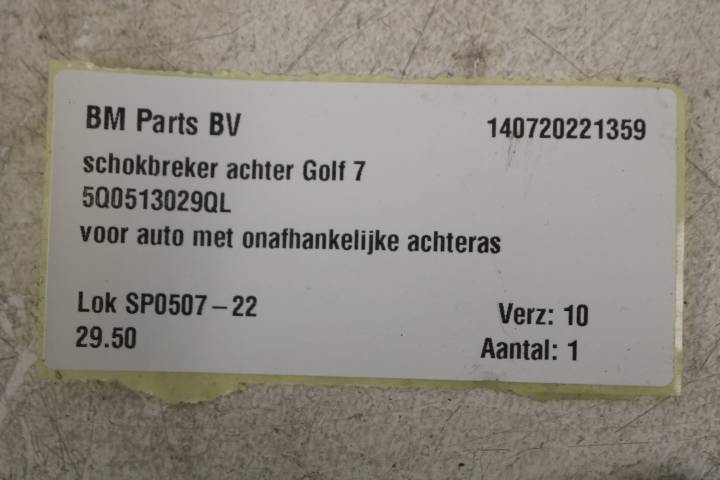 BM Parts BV 140720221359
schokbreker achter Golf 7
5Q0513029QL
voor auto met onafhankelijke achteras
Lok SP0507-22 Verz: 10
29.50 Aantal: 1